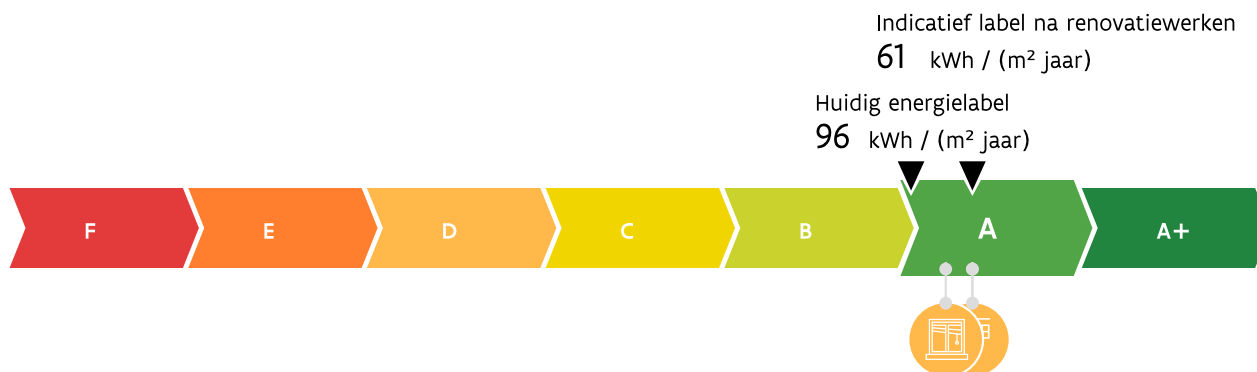 Indicatief label na renovatiewerken
61 kWh / (m² jaar)
Huidig energielabel
96 kWh / (m² jaar)
F E D C B A A+